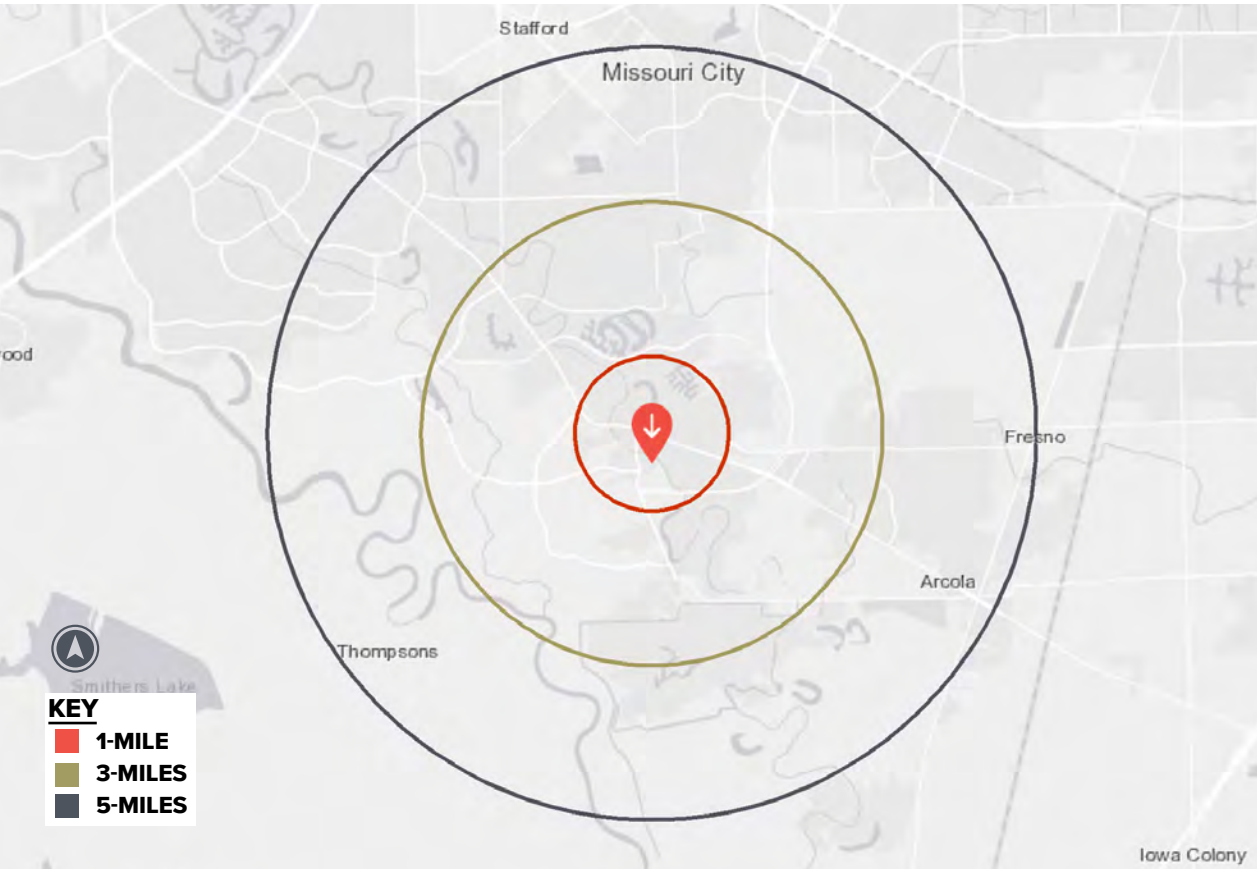 Stafford
Missouri City
ood
Fresno
Arcola
Thompsons
Smithers Lake
KEY
1-MILE
3-MILES
5-MILES
Iowa Colony